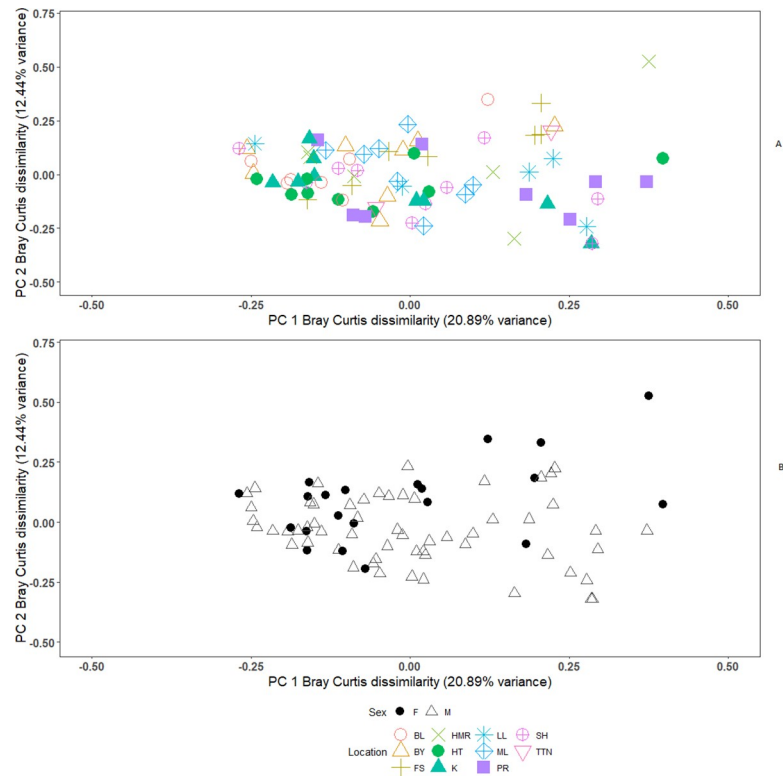 0.75
0.50
0.25
0.00
-0.25
-0.50
PC 2 Bray Curtis dissimilarity (12.44% variance)
A
-0.50 -0.25 0.00 0.25 0.50
PC 1 Bray Curtis dissimilarity (20.89% variance)
0.75
0.50
0.25
0.00
-0.25
-0.50
PC 2 Bray Curtis dissimilarity (12.44% variance)
B
-0.50 -0.25 0.00 0.25 0.50
PC 1 Bray Curtis dissimilarity (20.89% variance)
Sex F M
BL HMR LL SH
Location BY HT ML TTN
FS K PR